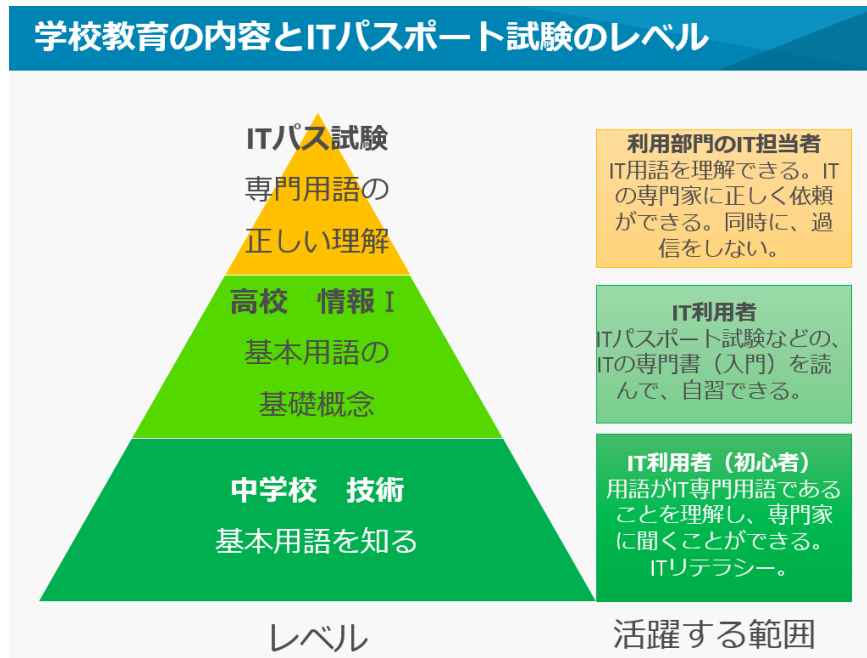 学校教育の内容とITパスポート試験のレベル
ITパス試験
専門用語の
正しい理解
利用部門のIT担当者
IT用語を理解できる。IT
の専門家に正しく依頼
ができる。同時に、過
信をしない。
高校　情報Ⅰ
基本用語の
基礎概念
IT利用者
ITパスポート試験などの、
ITの専門書（入門）を読
んで、自習できる。
中学校　技術
基本用語を知る
IT利用者（初心者）
用語がIT専門用語である
ことを理解し、専門家
に聞くことができる。
ITリテラシー。
レベル
活躍する範囲